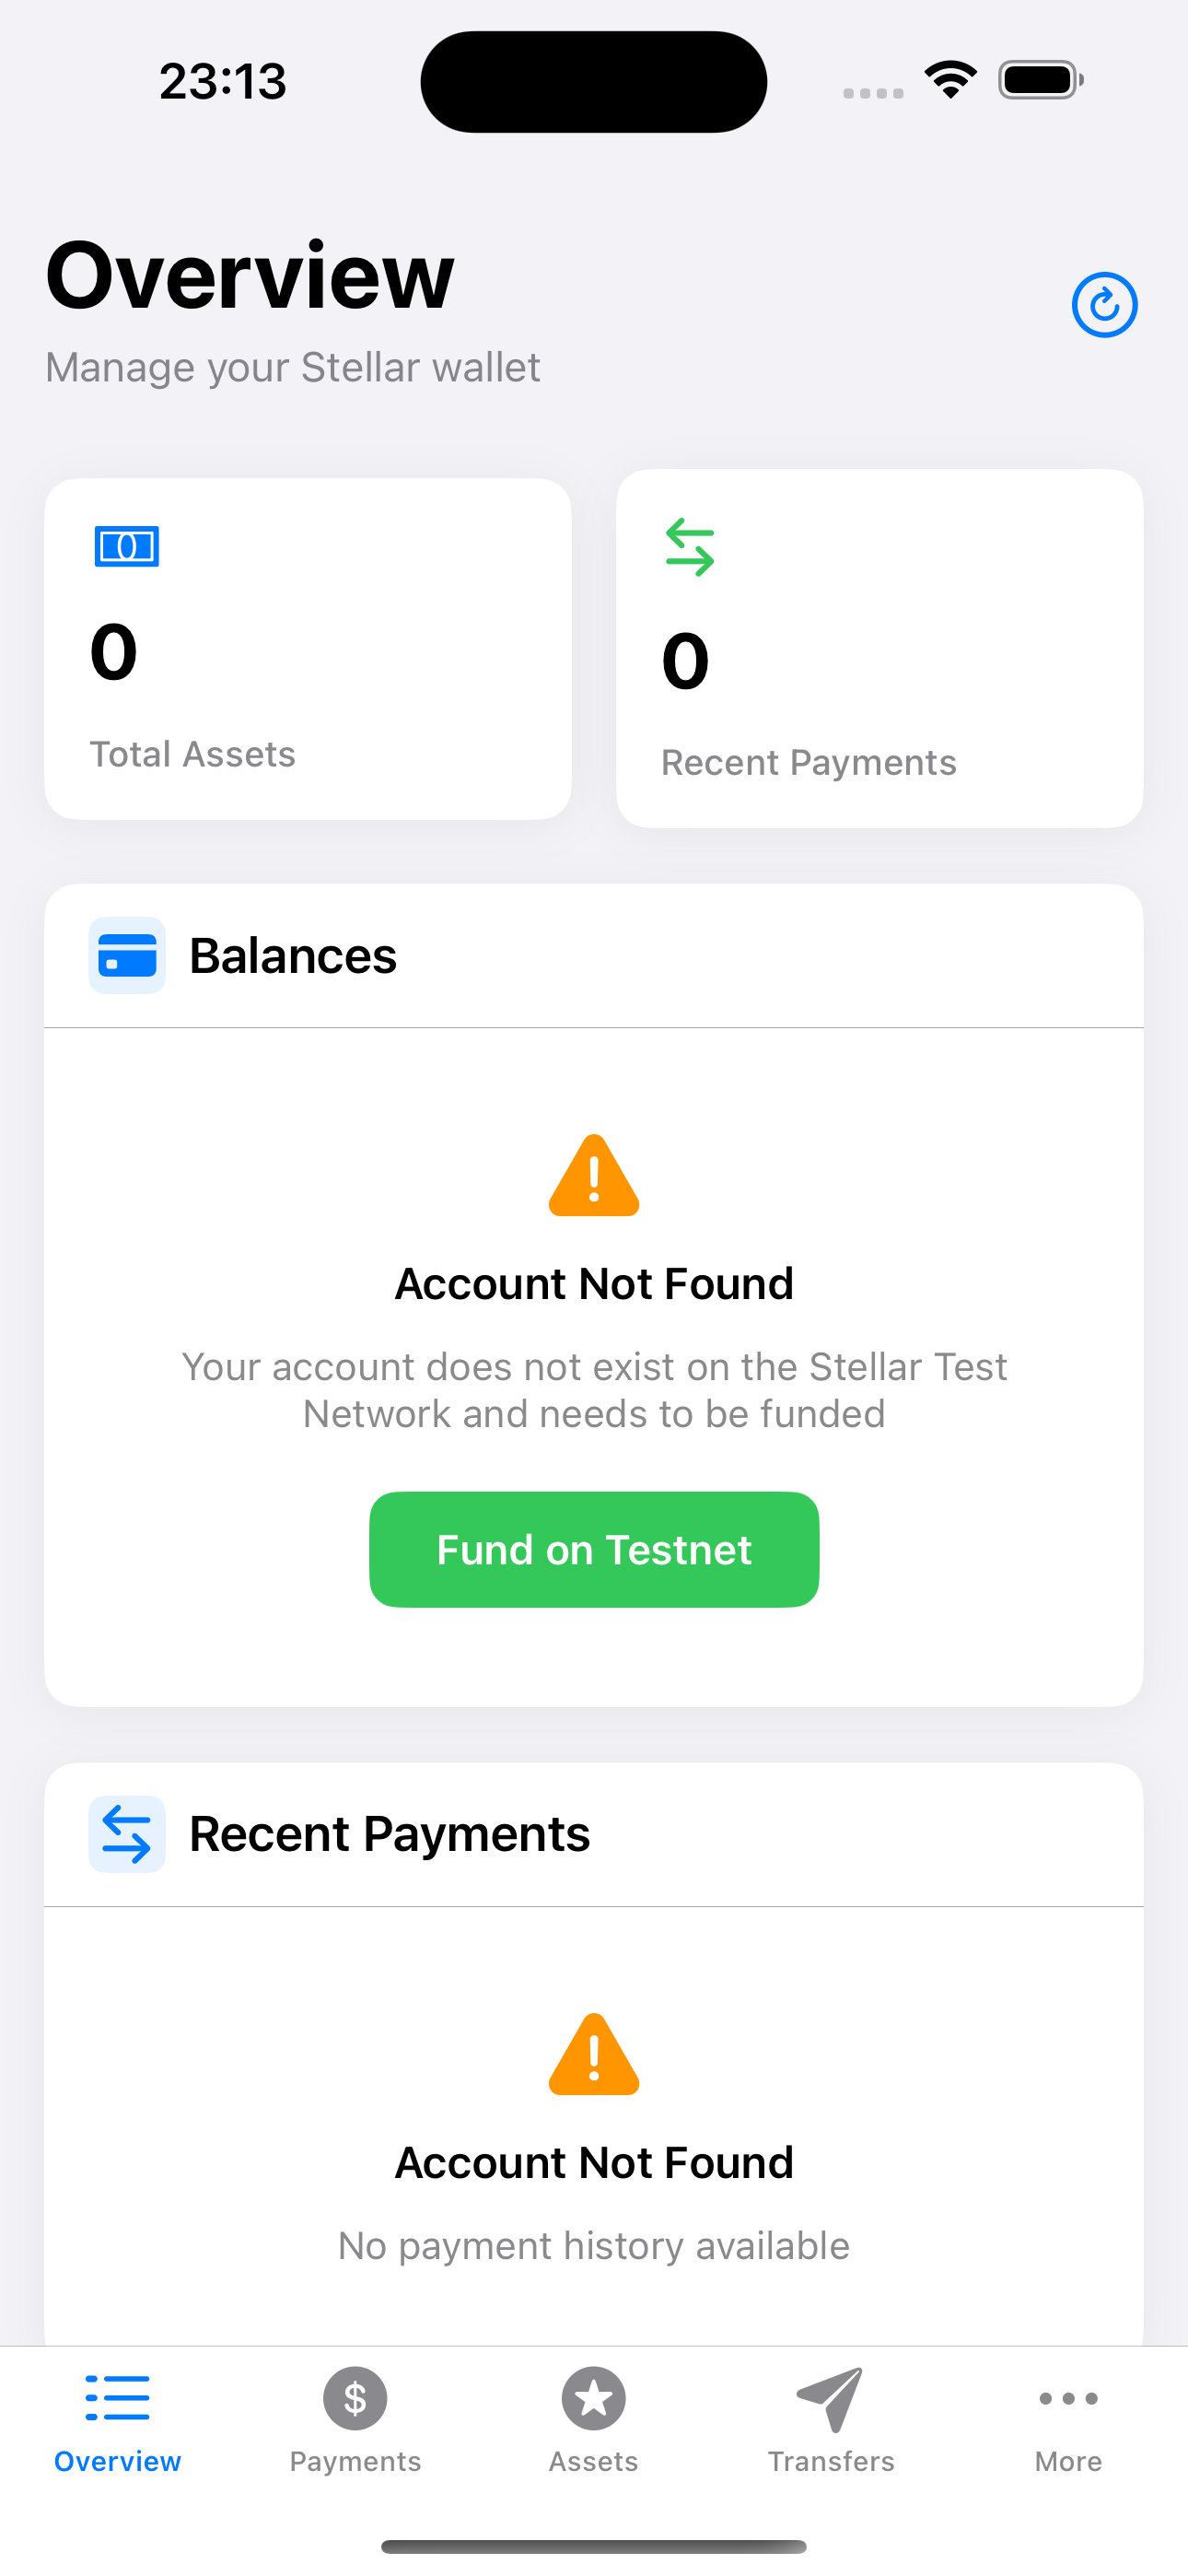 23:13
Overview
Manage your Stellar wallet
0
Total Assets
0
Recent Payments
Balances
Account Not Found
Your account does not exist on the Stellar Test
Network and needs to be funded
Fund on Testnet
Recent Payments
Account Not Found
No payment history available
Overview
Payments
Assets
Transfers
More